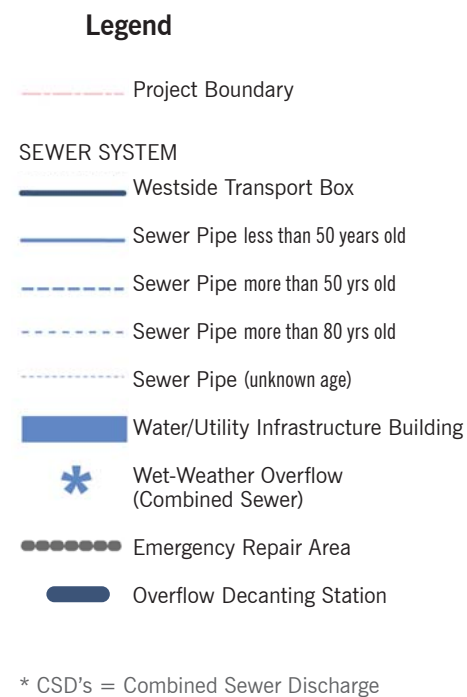 Legend
Project Boundary
SEWER SYSTEM
Westside Transport Box
Sewer Pipe less than 50 years old
Sewer Pipe more than 50 yrs old
Sewer Pipe more than 80 yrs old
Sewer Pipe (unknown age)
Water/Utility Infrastructure Building
Wet-Weather Overflow
(Combined Sewer)
Emergency Repair Area
Overflow Decanting Station
* CSD's = Combined Sewer Discharge